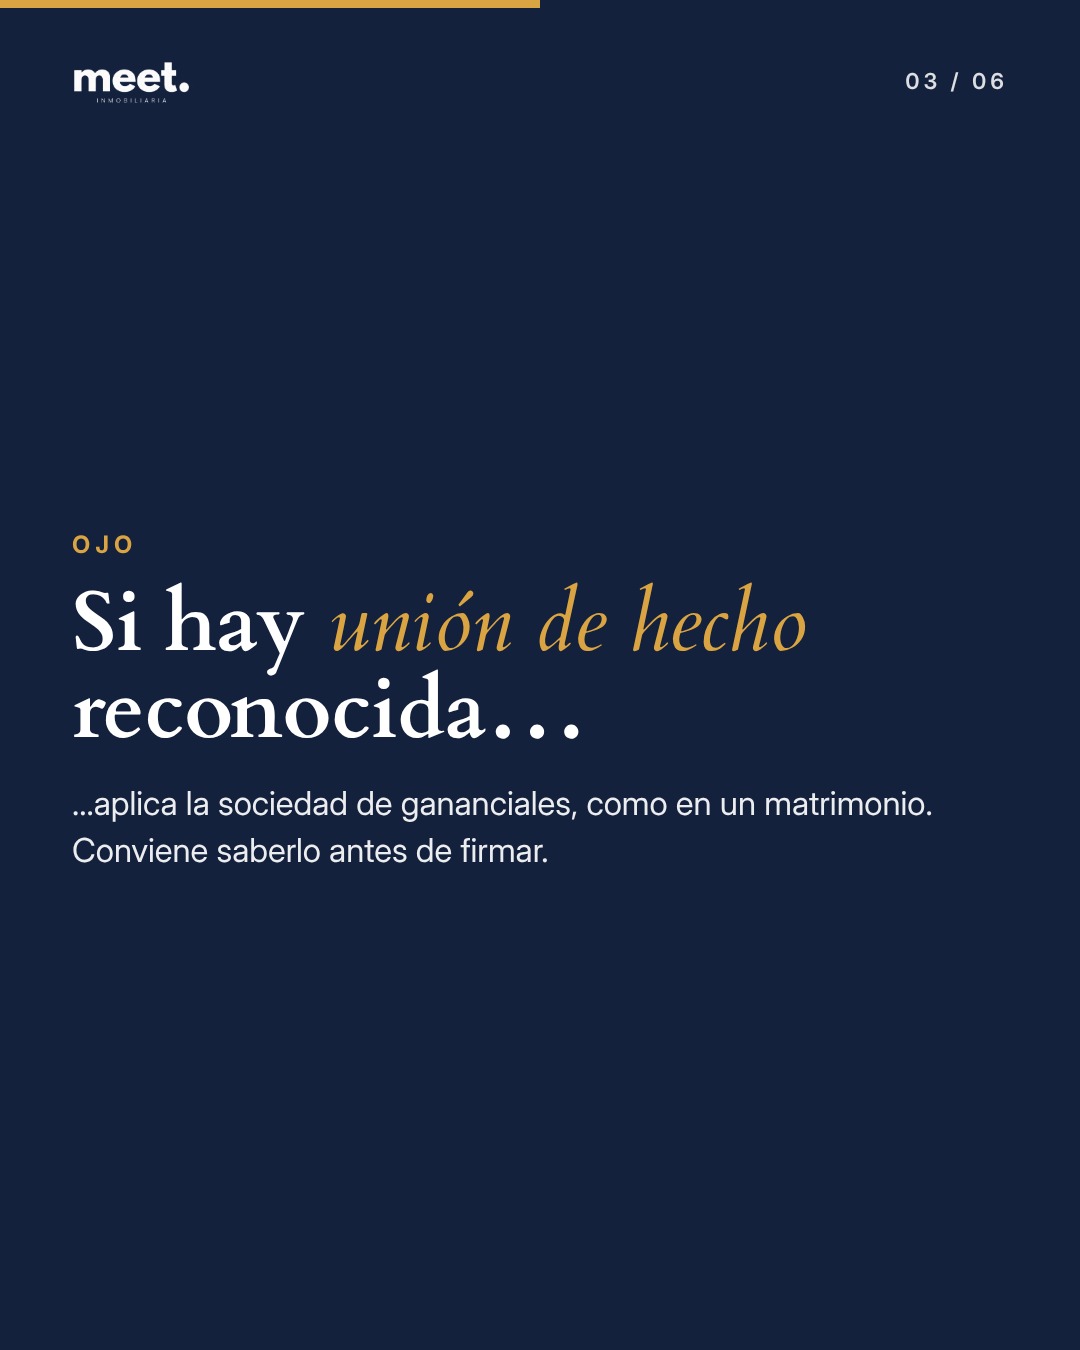 meet.
INMOBILIARIA
03 / 06
OJO
Si hay unión de hecho
reconocida...
...aplica la sociedad de gananciales, como en un matrimonio.
Conviene saberlo antes de firmar.